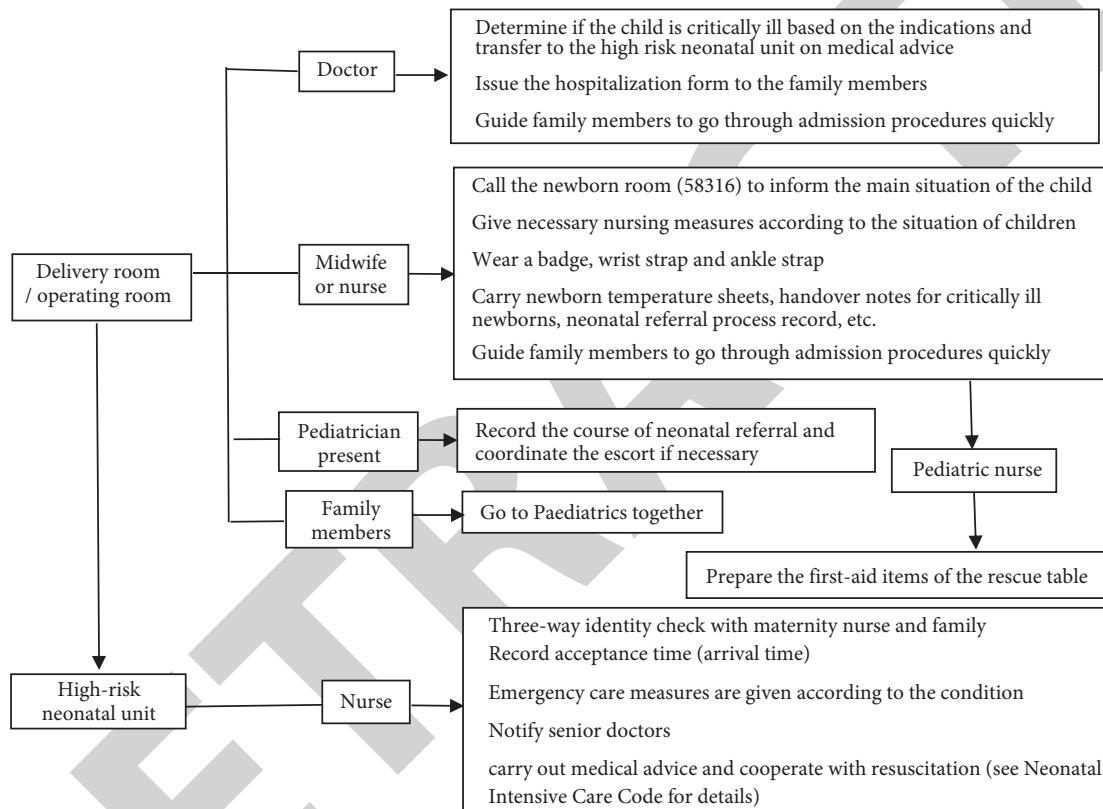 Determine if the child is critically ill based on the indications and
transfer to the high risk neonatal unit on medical advice
Issue the hospitalization form to the family members
Guide family members to go through admission procedures quickly
Doctor
Call the newborn room (58316) to inform the main situation of the child
Give necessary nursing measures according to the situation of children
Wear a badge, wrist strap and ankle strap
Carry newborn temperature sheets, handover notes for critically ill
newborns, neonatal referral process record, etc.
Guide family members to go through admission procedures quickly
Midwife
or nurse
Delivery room
/ operating room
Pediatrician
present
Record the course of neonatal referral and
coordinate the escort if necessary
Pediatric nurse
Family
members
Go to Paediatrics together
Prepare the first-aid items of the rescue table
High-risk
neonatal unit
Nurse
Three-way identity check with maternity nurse and family
Record acceptance time (arrival time)
Emergency care measures are given according to the condition
Notify senior doctors
carry out medical advice and cooperate with resuscitation (see Neonatal
Intensive Care Code for details)